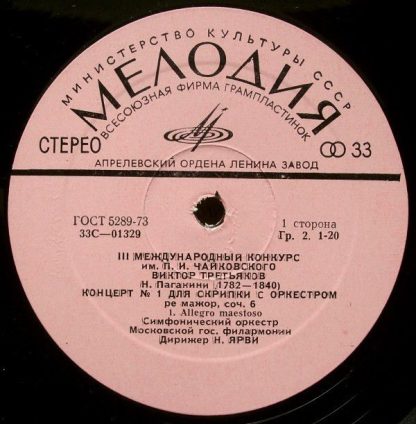 МИНИСТЕРСТВО КУЛЬТУРЫ СССР
МЕЛОДИЯ
ВСЕСОЮЗНАЯ ФИРМА ГРАМПЛАСТИНОК
СТЕРЕО
33
АПРЕЛЕВСКИЙ ОРДЕНА ЛЕНИНА ЗАВОД
ГОСТ 5289-73
33С—01329
1 сторона
Гр. 2. 1-20
III МЕЖДУНАРОДНЫЙ КОНКУРС
им. П. И. ЧАЙКОВСКОГО
ВИКТОР ТРЕТЬЯКОВ
Н. Паганини (1782—1840)
КОНЦЕРТ № 1 ДЛЯ СКРИПКИ С ОРКЕСТРОМ
ре мажор, соч. 6
1. Allegro maestoso
Симфонический оркестр
Московской гос. филармонии
Дирижер Н. ЯРВИ